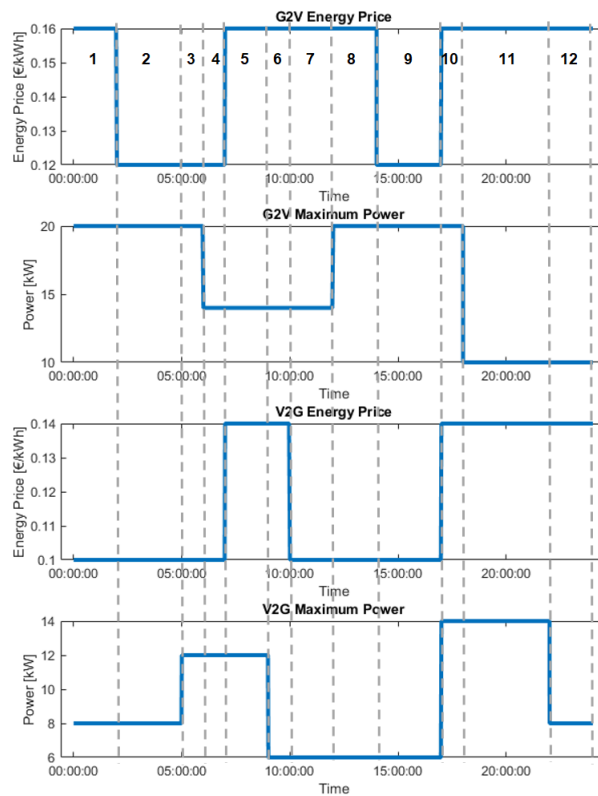 G2V Energy Price
0.16
0.15
0.14
0.13
0.12
Energy Price [€/kWh]
1 2 3 4 5 6 7 8 9 10 11 12
00:00:00 05:00:00 10:00:00 15:00:00 20:00:00
Time
G2V Maximum Power
20
15
10
Power [kW]
00:00:00 05:00:00 10:00:00 15:00:00 20:00:00
Time
V2G Energy Price
0.14
0.13
0.12
0.11
0.1
Energy Price [€/kWh]
00:00:00 05:00:00 10:00:00 15:00:00 20:00:00
Time
V2G Maximum Power
14
12
10
8
6
Power [kW]
00:00:00 05:00:00 10:00:00 15:00:00 20:00:00
Time